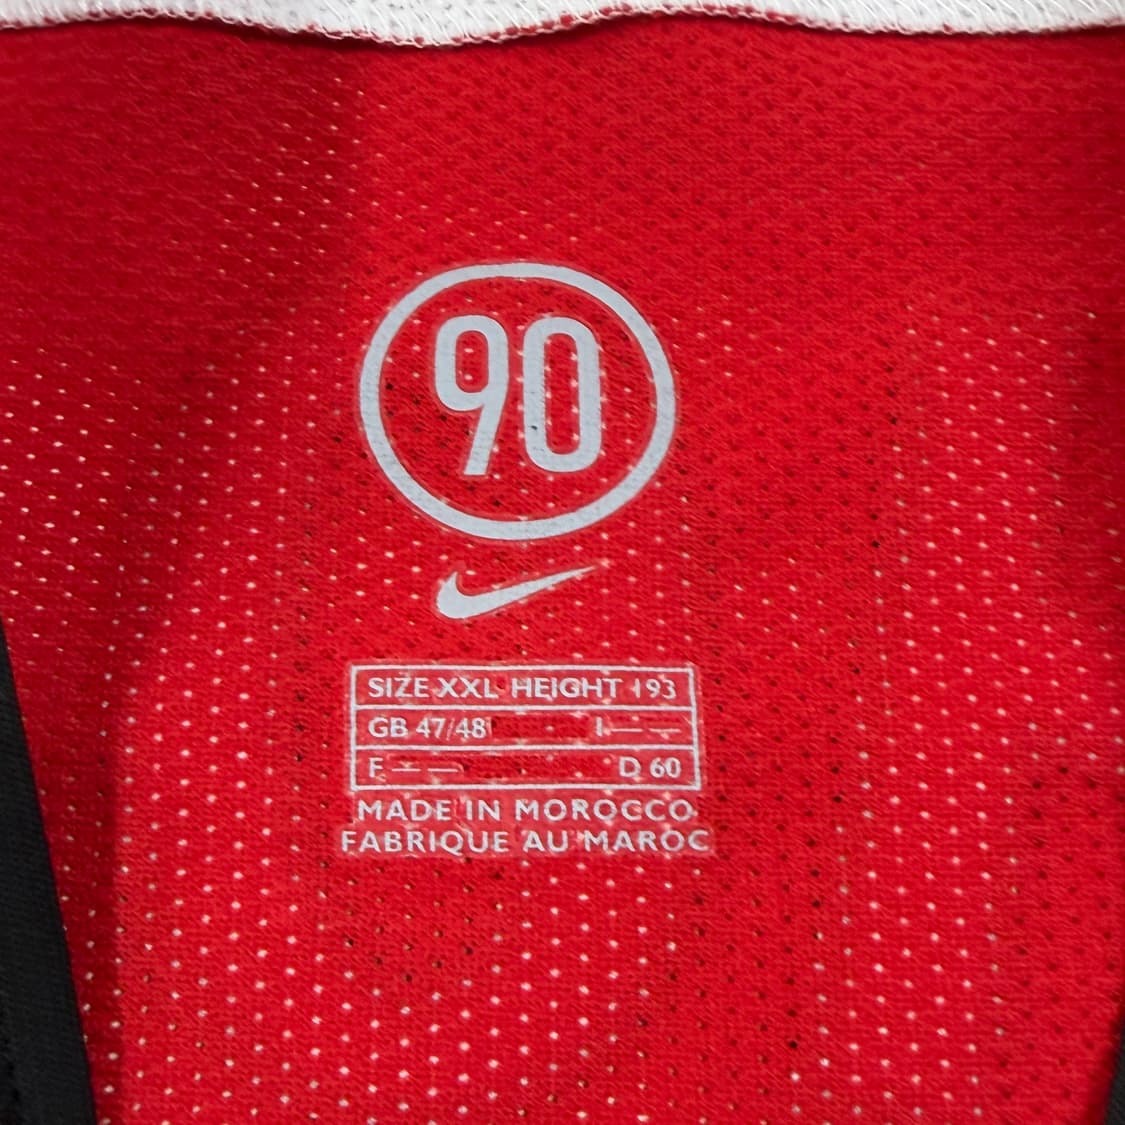 90
SIZE XXL HEIGHT 193
GB 47/48 I — —
F — — D 60
MADE IN MOROCCO
FABRIQUE AU MAROC